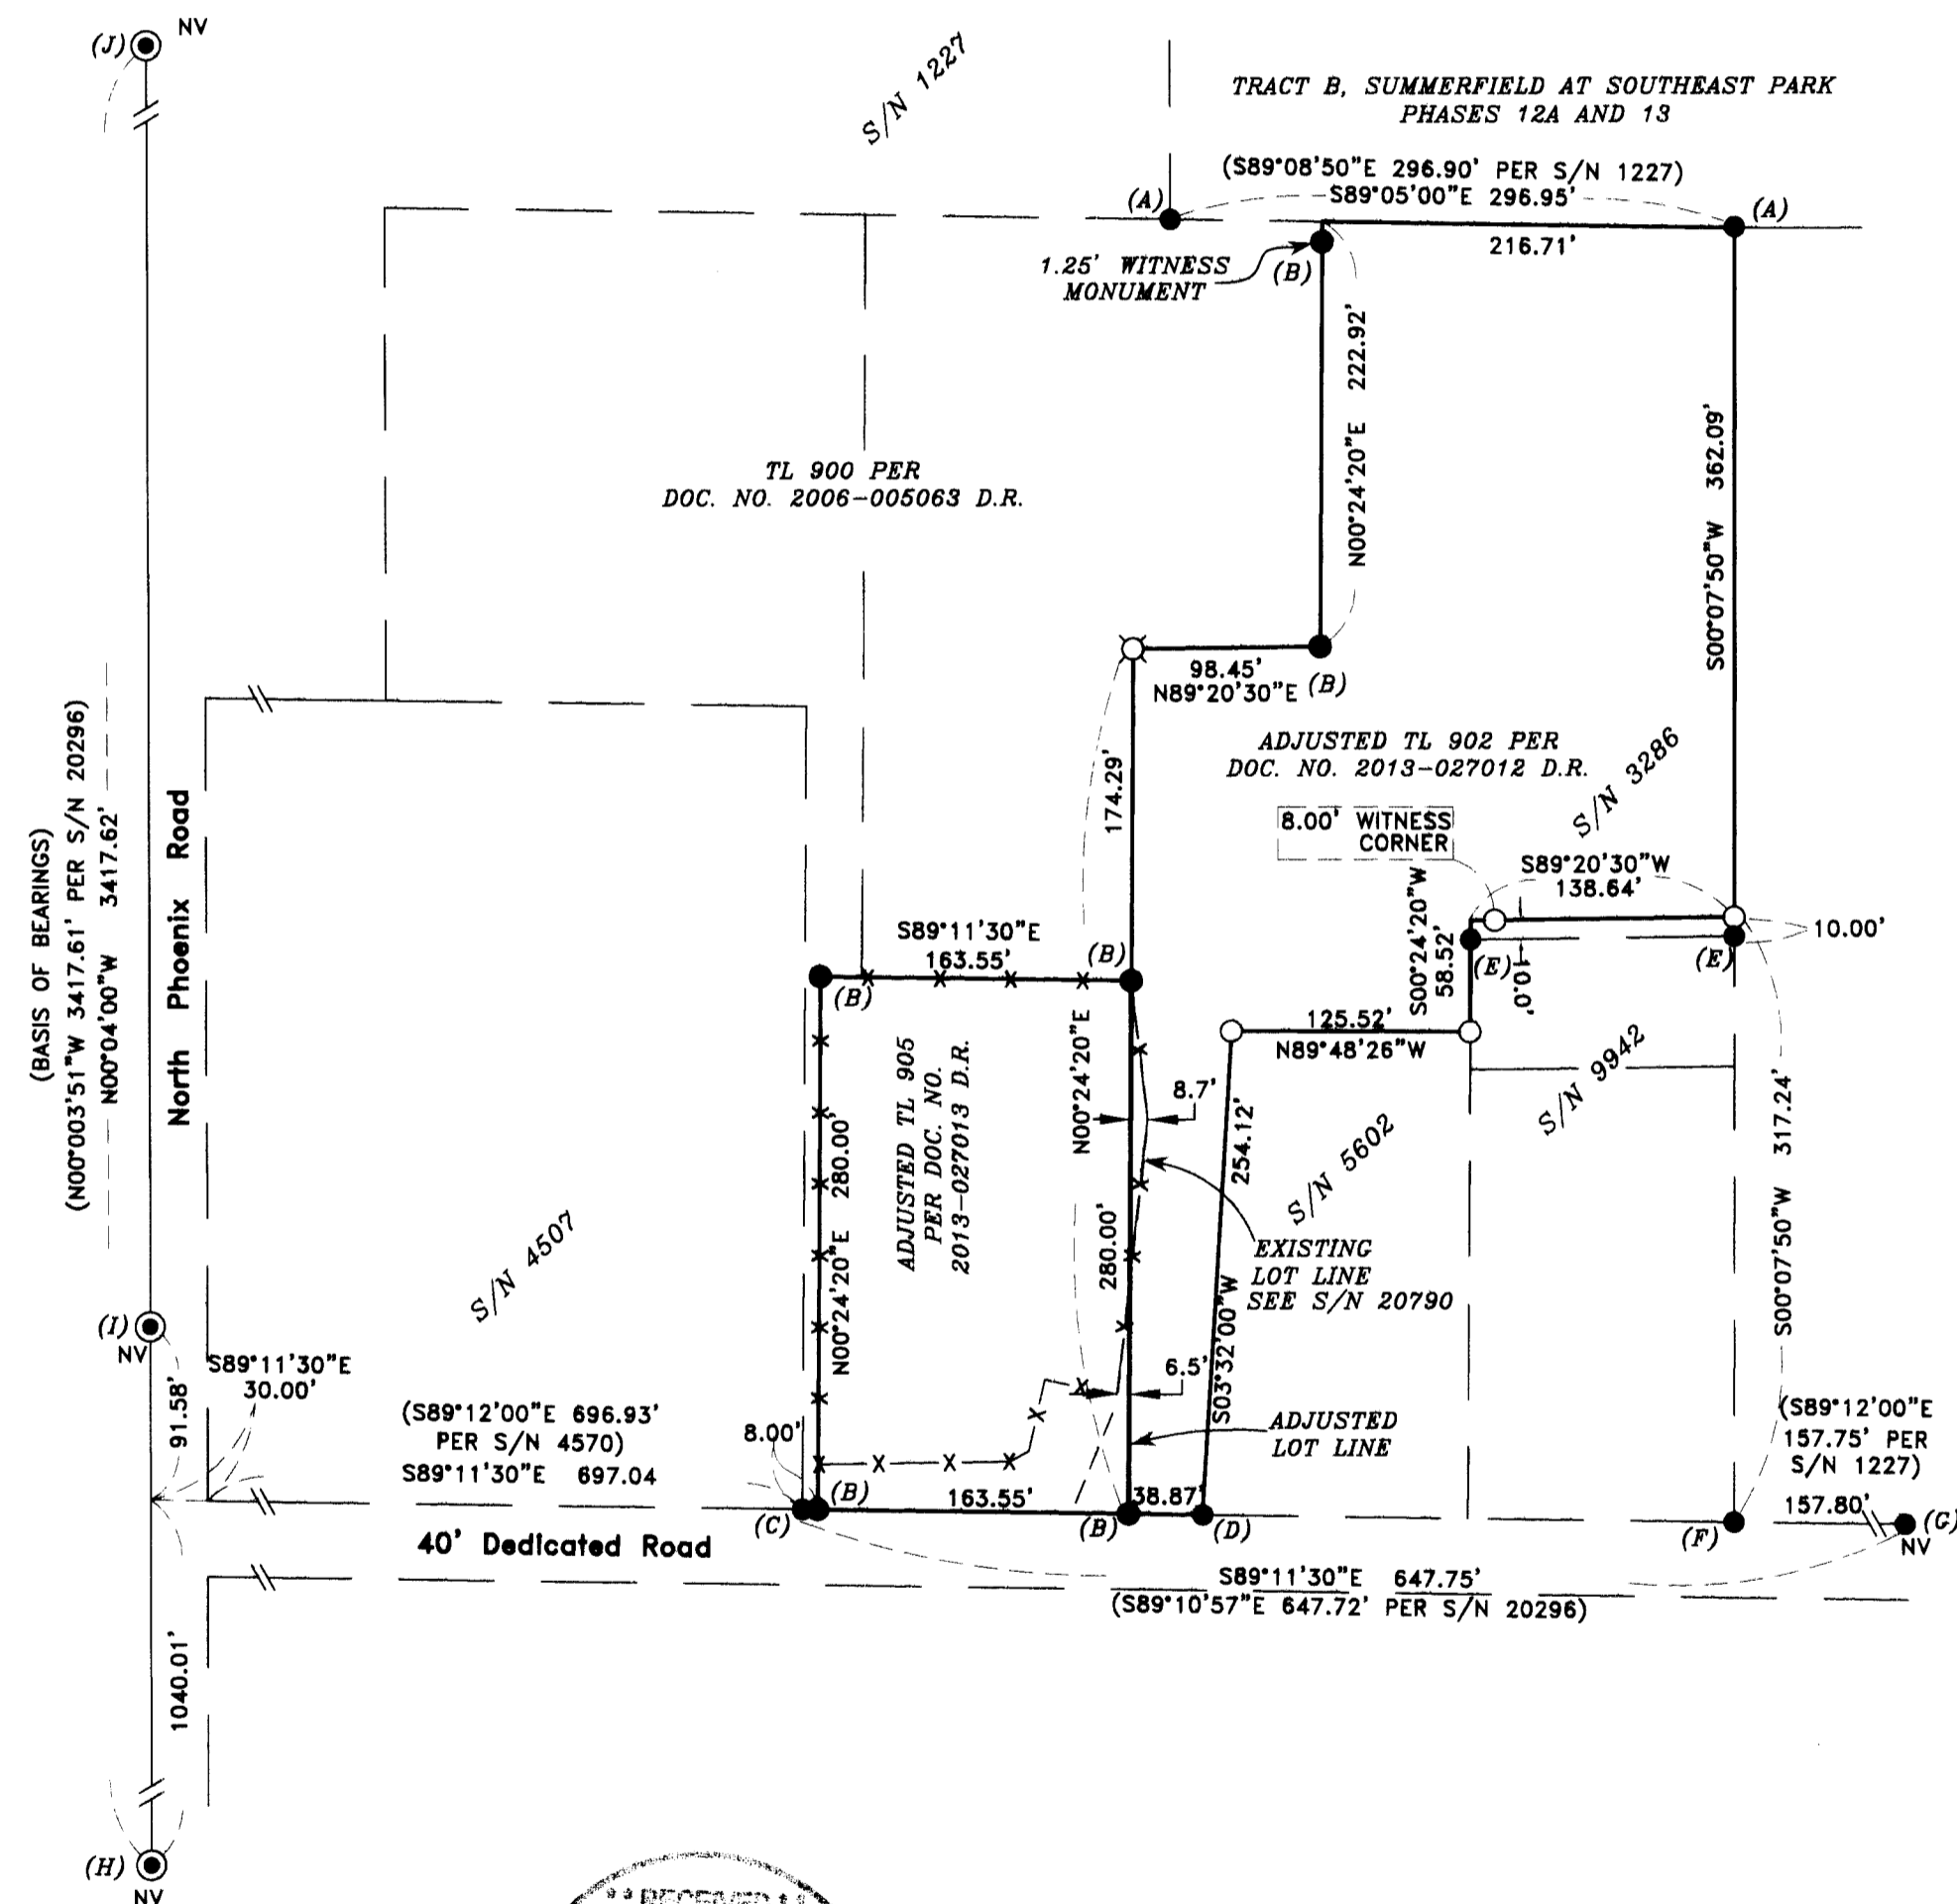 (J)
NV
S/N 1227
TRACT B, SUMMERFIELD AT SOUTHEAST PARK
PHASES 12A AND 13
(S89°08'50"E 296.90' PER S/N 1227)
S89°05'00"E 296.95'
(A)
(A)
216.71'
1.25' WITNESS
MONUMENT
(B)
N00°24'20"E 222.92'
S00°07'50"W 362.09'
TL 900 PER
DOC. NO. 2006-005063 D.R.
98.45'
N89°20'30"E
(B)
174.29'
ADJUSTED TL 902 PER
DOC. NO. 2013-027012 D.R.
S/N 3286
8.00' WITNESS
CORNER
S89°20'30"W
138.64'
S00°24'20"W
58.52'
10.00'
(E)
(E)
10.0'
(BASIS OF BEARINGS)
(N00°003'51"W 3417.61' PER S/N 20296)
N00°04'00"W 3417.62'
North Phoenix Road
S89°11'30"E
163.55'
(B)
(B)
125.52'
N89°48'26"W
S/N 9942
N00°24'20"E
280.00'
8.7'
254.12'
S03°32'00"W
S/N 5602
ADJUSTED TL 905
PER DOC. NO.
2013-027013 D.R.
N00°24'20"E 280.00'
S/N 4507
EXISTING
LOT LINE
SEE S/N 20790
S00°07'50"W 317.24'
(I)
NV
91.58'
S89°11'30"E
30.00'
6.5'
ADJUSTED
LOT LINE
(S89°12'00"E 696.93'
PER S/N 4570)
S89°11'30"E 697.04
8.00'
(S89°12'00"E
157.75' PER
S/N 1227)
(B)
163.55'
38.87'
157.80'
(C)
(B)
(D)
(F)
(G)
NV
40' Dedicated Road
S89°11'30"E 647.75'
(S89°10'57"E 647.72' PER S/N 20296)
1040.01'
(H)
NV
RECEIVED